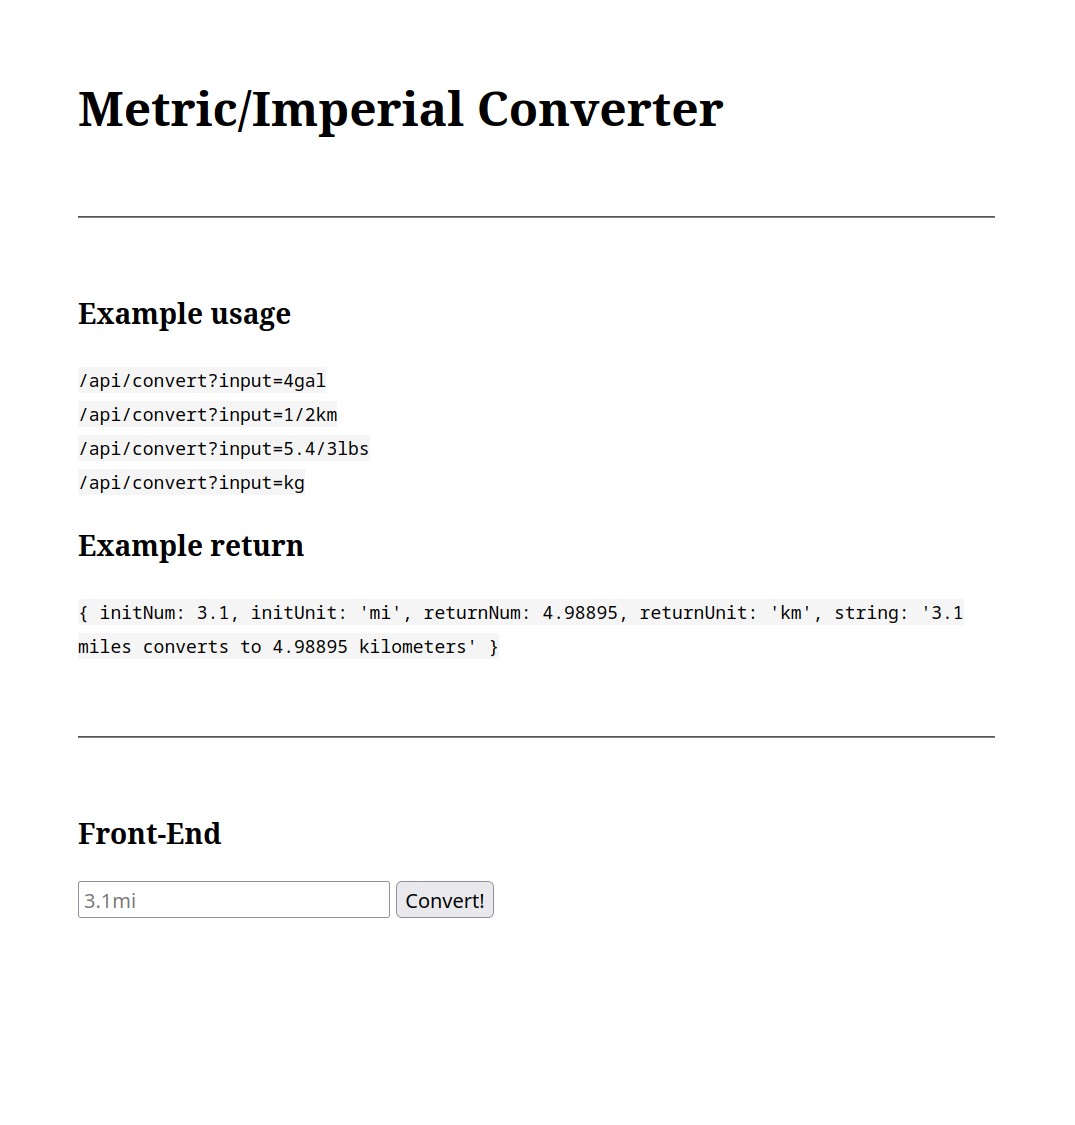 Metric/Imperial Converter
Example usage
/api/convert?input=4gal
/api/convert?input=1/2km
/api/convert?input=5.4/3lbs
/api/convert?input=kg
Example return
{ initNum: 3.1, initUnit: 'mi', returnNum: 4.98895, returnUnit: 'km', string: '3.1
miles converts to 4.98895 kilometers' }
Front-End
3.1mi Convert!